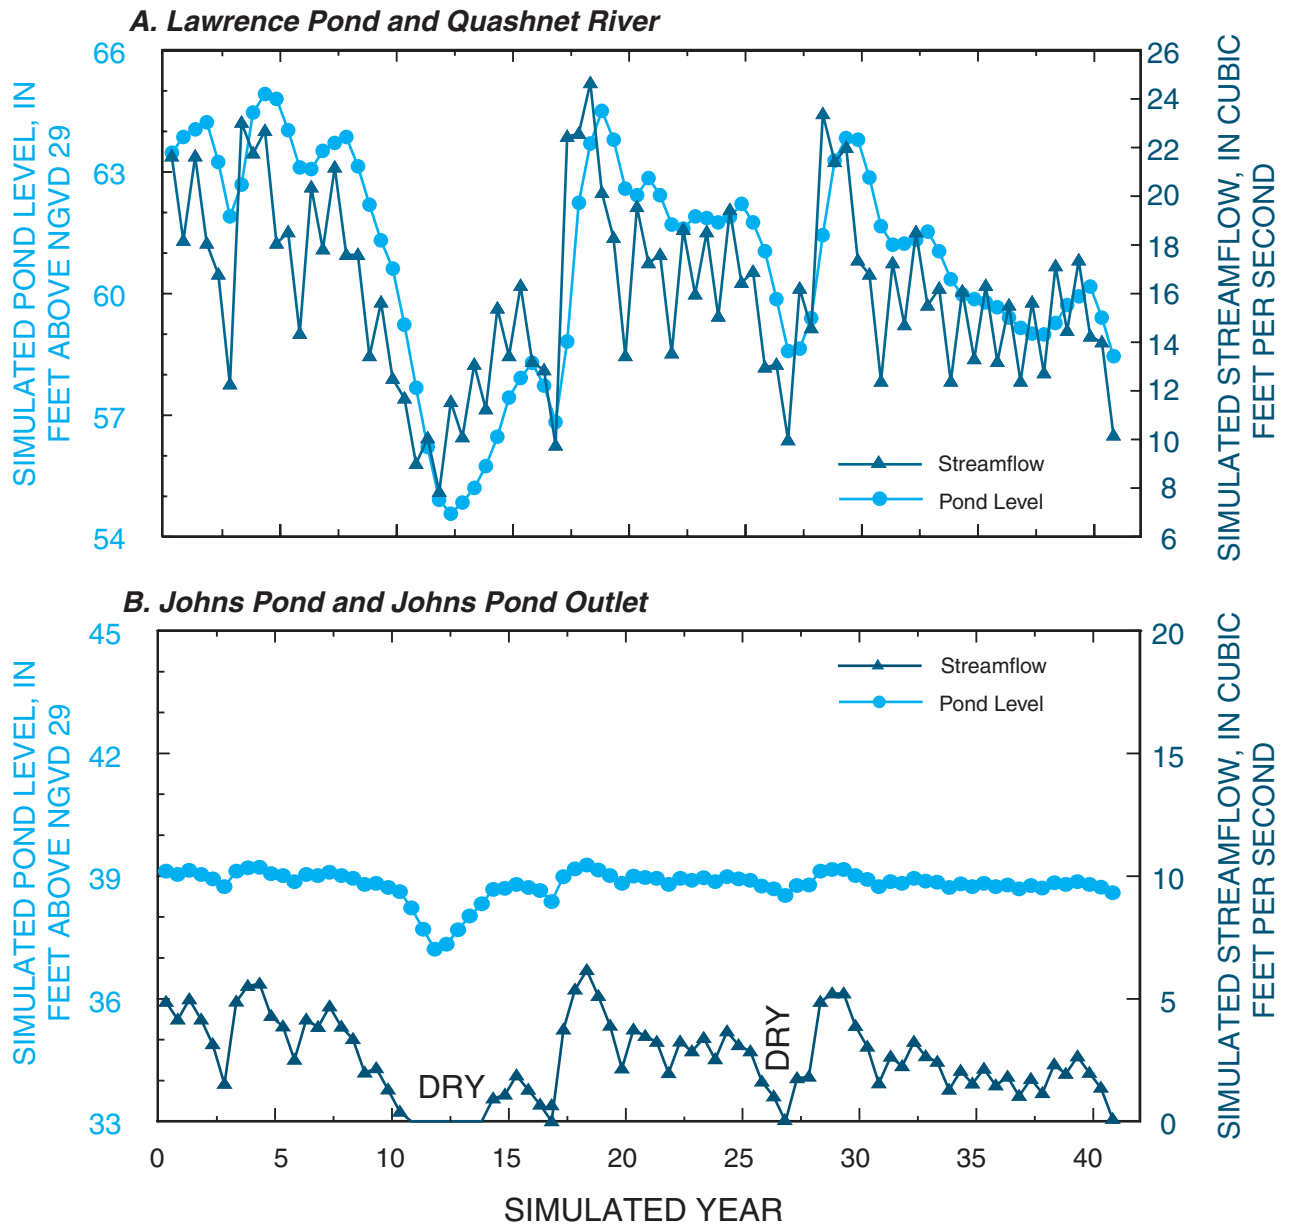 A. Lawrence Pond and Quashnet River
SIMULATED POND LEVEL, IN
FEET ABOVE NGVD 29
66
63
60
57
54
26
24
22
20
18
16
14
12
10
8
6
SIMULATED STREAMFLOW, IN CUBIC
FEET PER SECOND
Streamflow
Pond Level
B. Johns Pond and Johns Pond Outlet
SIMULATED POND LEVEL, IN
FEET ABOVE NGVD 29
45
42
39
36
33
20
15
10
5
0
SIMULATED STREAMFLOW, IN CUBIC
FEET PER SECOND
Streamflow
Pond Level
DRY
DRY
0 5 10 15 20 25 30 35 40
SIMULATED YEAR